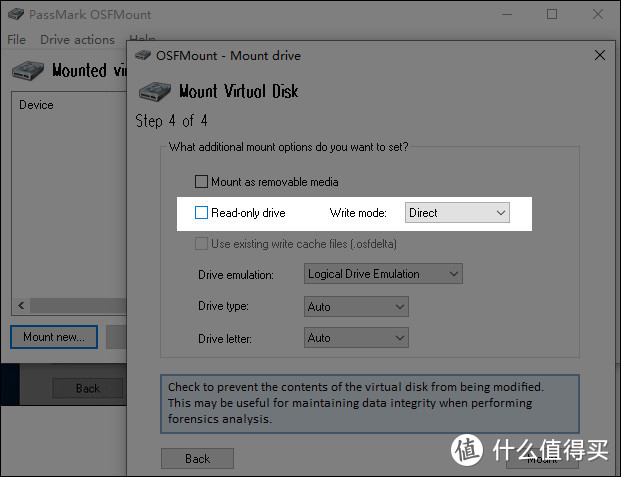 PassMark OSFMount
File Drive actions Help
Mounted vi
Device
Mount new...
Back
OSFMount - Mount drive
Mount Virtual Disk
Step 4 of 4
What additional mount options do you want to set?
Mount as removable media
Read-only drive Write mode: Direct
Use existing write cache files (.osfdelta)
Drive emulation: Logical Drive Emulation
Drive type: Auto
Drive letter: Auto
Check to prevent the contents of the virtual disk from being modified.
This may be useful for maintaining data integrity when performing
forensics analysis.
Back Mount
值 什么值得买